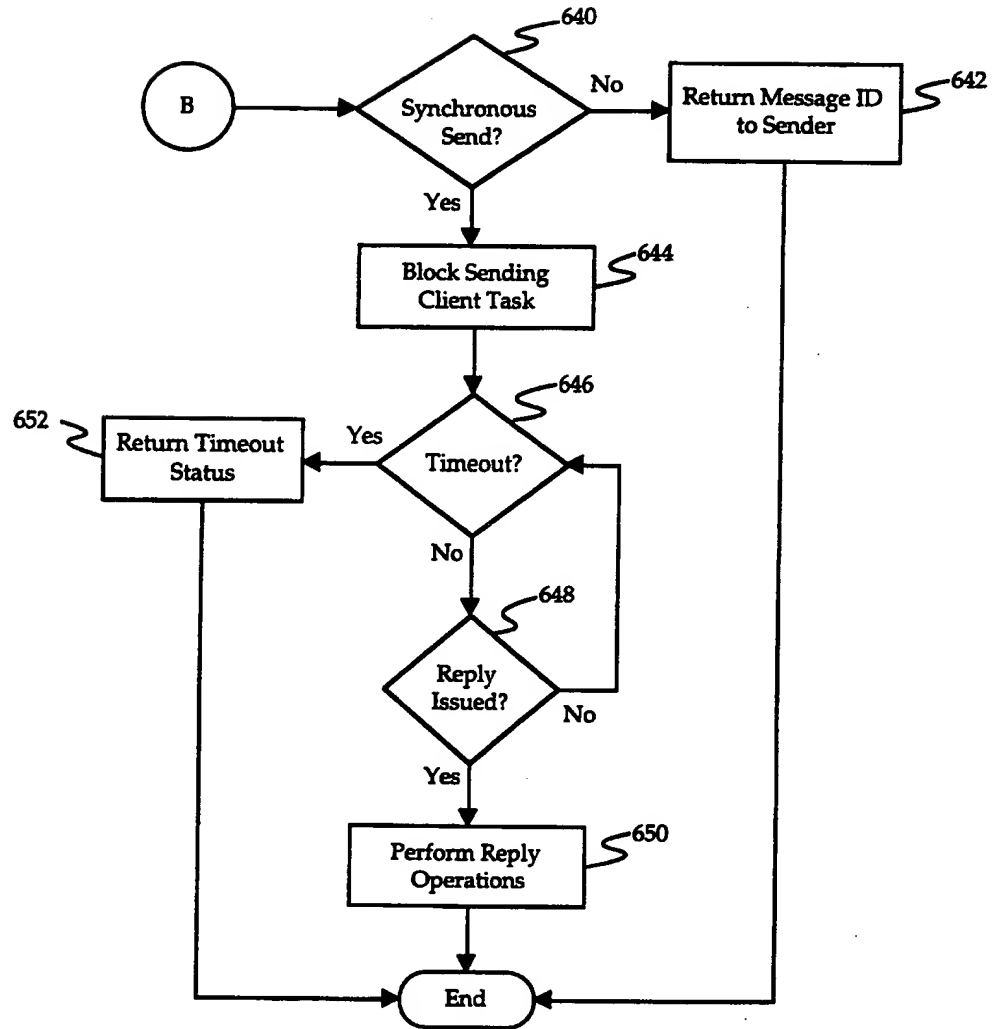 640
B
Synchronous
Send?
No
Return Message ID
to Sender
642
Yes
Block Sending
Client Task
644
646
652
Return Timeout
Status
Yes
Timeout?
No
648
Reply
Issued?
No
Yes
Perform Reply
Operations
650
End